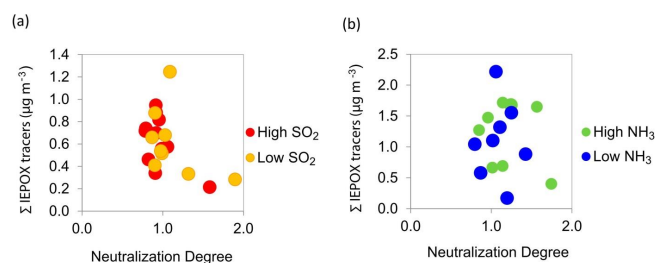 (a)
Σ IEPOX tracers (μg m-3)
1.4
1.2
1.0
0.8
0.6
0.4
0.2
0.0
0.0
1.0
2.0
Neutralization Degree
High SO2
Low SO2
(b)
Σ IEPOX tracers (μg m-3)
2.5
2.0
1.5
1.0
0.5
0.0
0.0
1.0
2.0
Neutralization Degree
High NH3
Low NH3